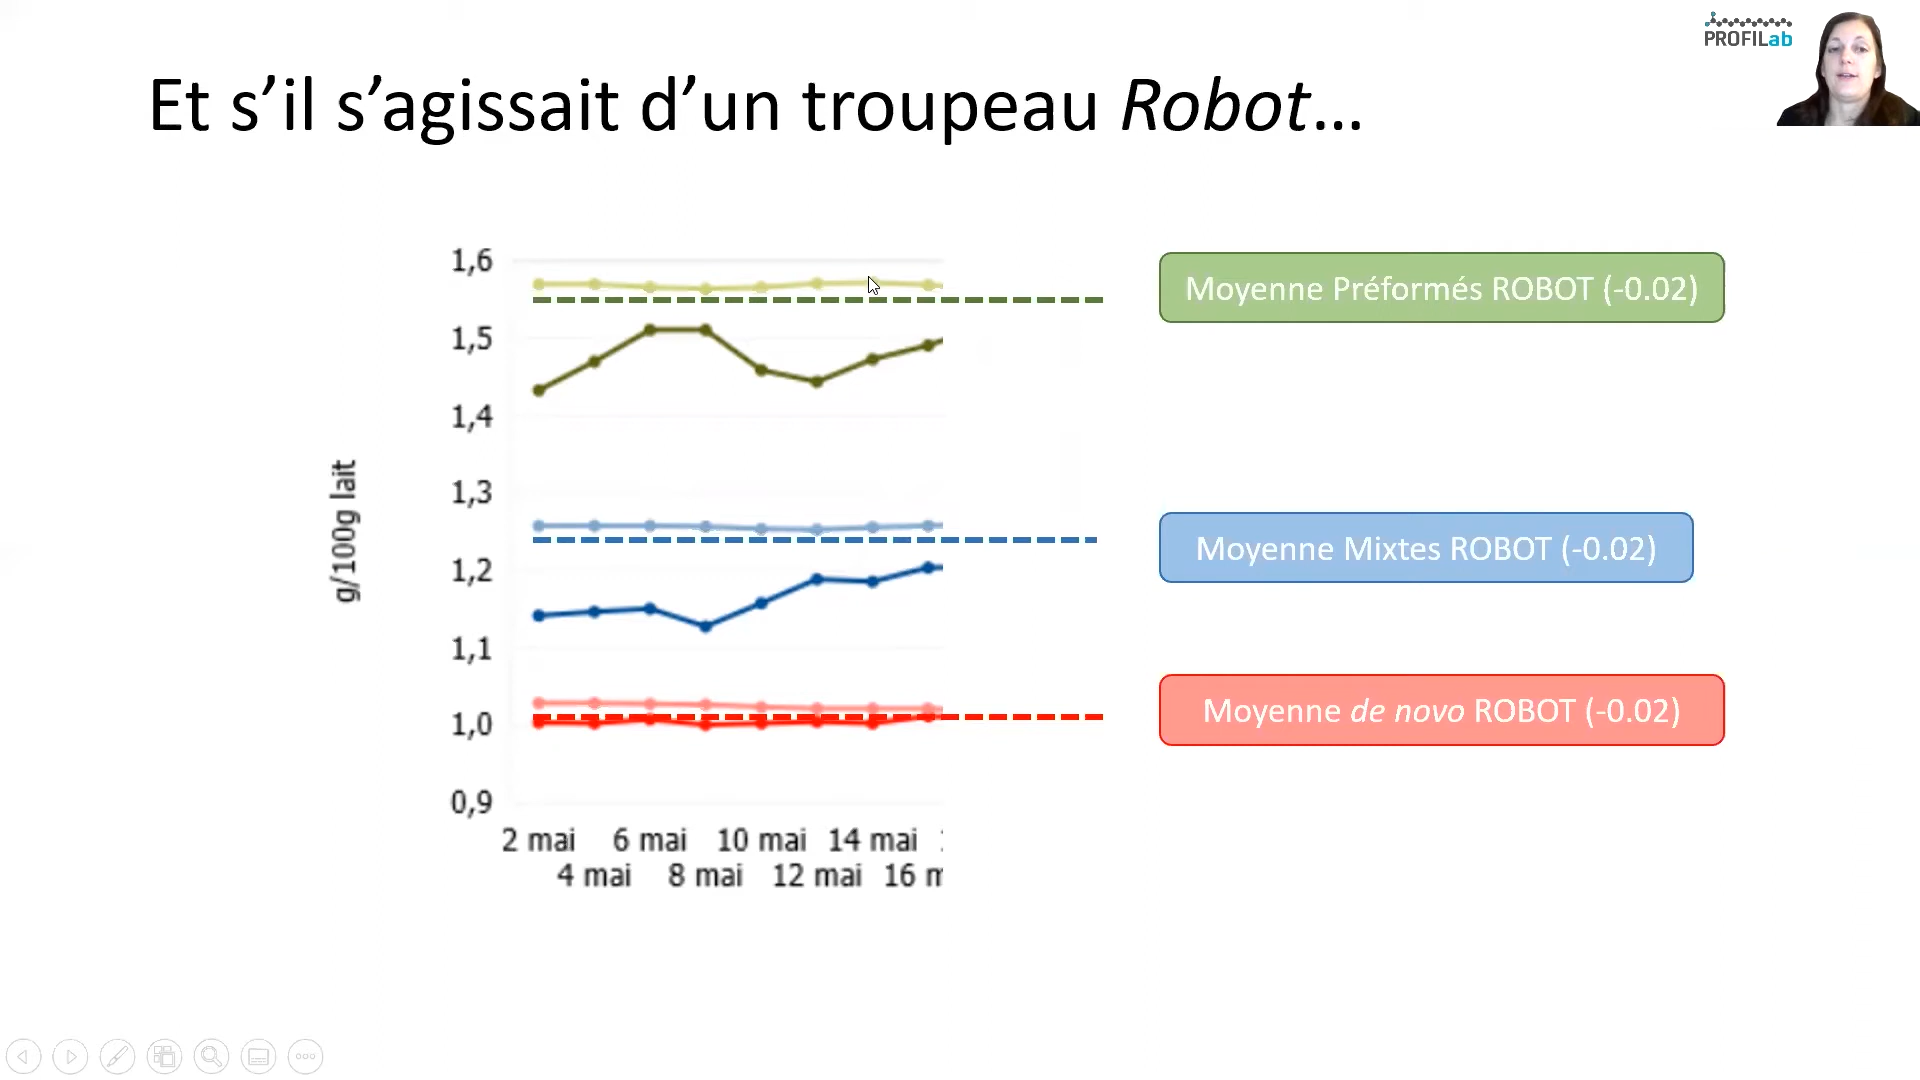 PROFILab
Et s’il s’agissait d’un troupeau Robot...
1,6
1,5
1,4
1,3
1,2
1,1
1,0
0,9
g/100g lait
2 mai 6 mai 10 mai 14 mai
4 mai 8 mai 12 mai 16 m
Moyenne Préformés ROBOT (-0.02)
Moyenne Mixtes ROBOT (-0.02)
Moyenne de novo ROBOT (-0.02)